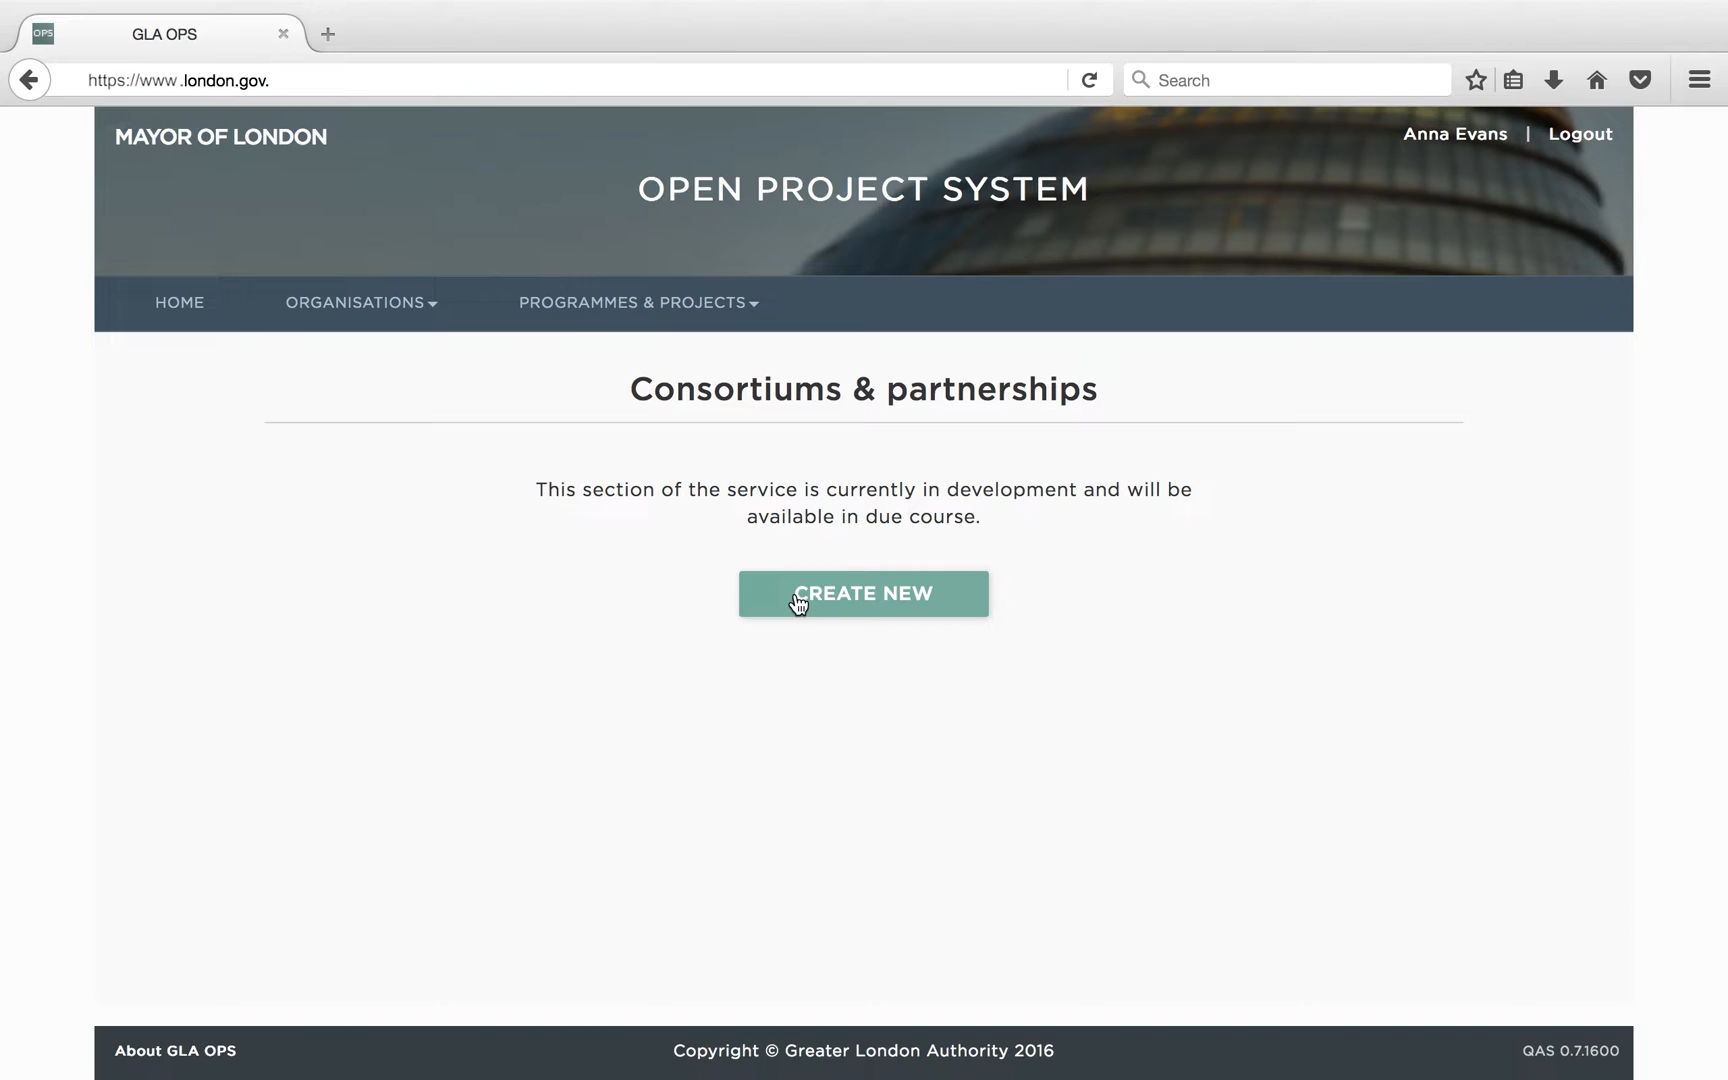 OPS
GLA OPS
https://www.london.gov.
Search
MAYOR OF LONDON
Anna Evans | Logout
OPEN PROJECT SYSTEM
HOME
ORGANISATIONS
PROGRAMMES & PROJECTS
Consortiums & partnerships
This section of the service is currently in development and will be
available in due course.
CREATE NEW
About GLA OPS
Copyright © Greater London Authority 2016
QAS 0.7.1600